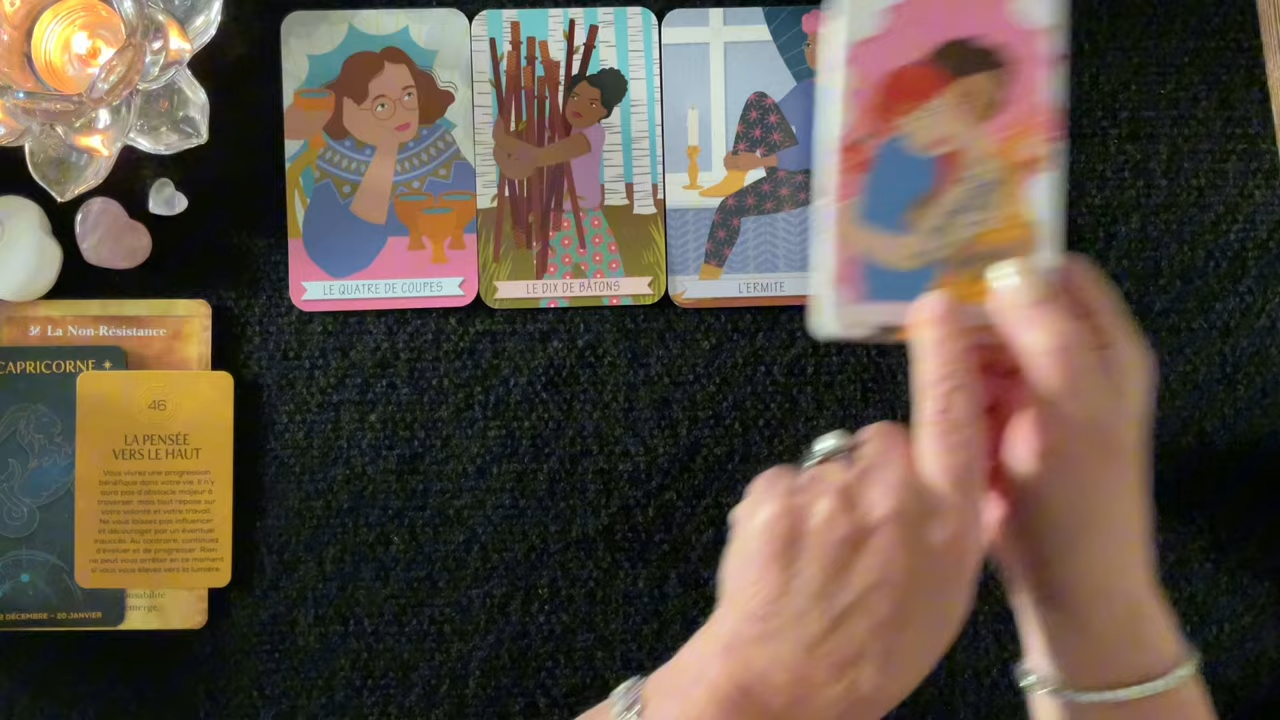 LE QUATRE DE COUPES
LE DIX DE BÂTONS
L'ERMITE
38 La Non-Résistance
CAPRICORNE
46
LA PENSÉE
VERS LE HAUT
Vous vivrez une progression
bénéfique dans votre vie. Il n'y
aura pas d'obstacle majeur à
traverser, mais tout repose sur
votre volonté et votre travail.
Ne vous laissez pas influencer
et décourager par un éventuel
insuccès. Au contraire, continuez
d'évoluer et de progresser. Rien
ne peut vous arrêter en ce moment
si vous vous élevez vers la lumière.
émerge.
DÉCEMBRE - 20 JANVIER